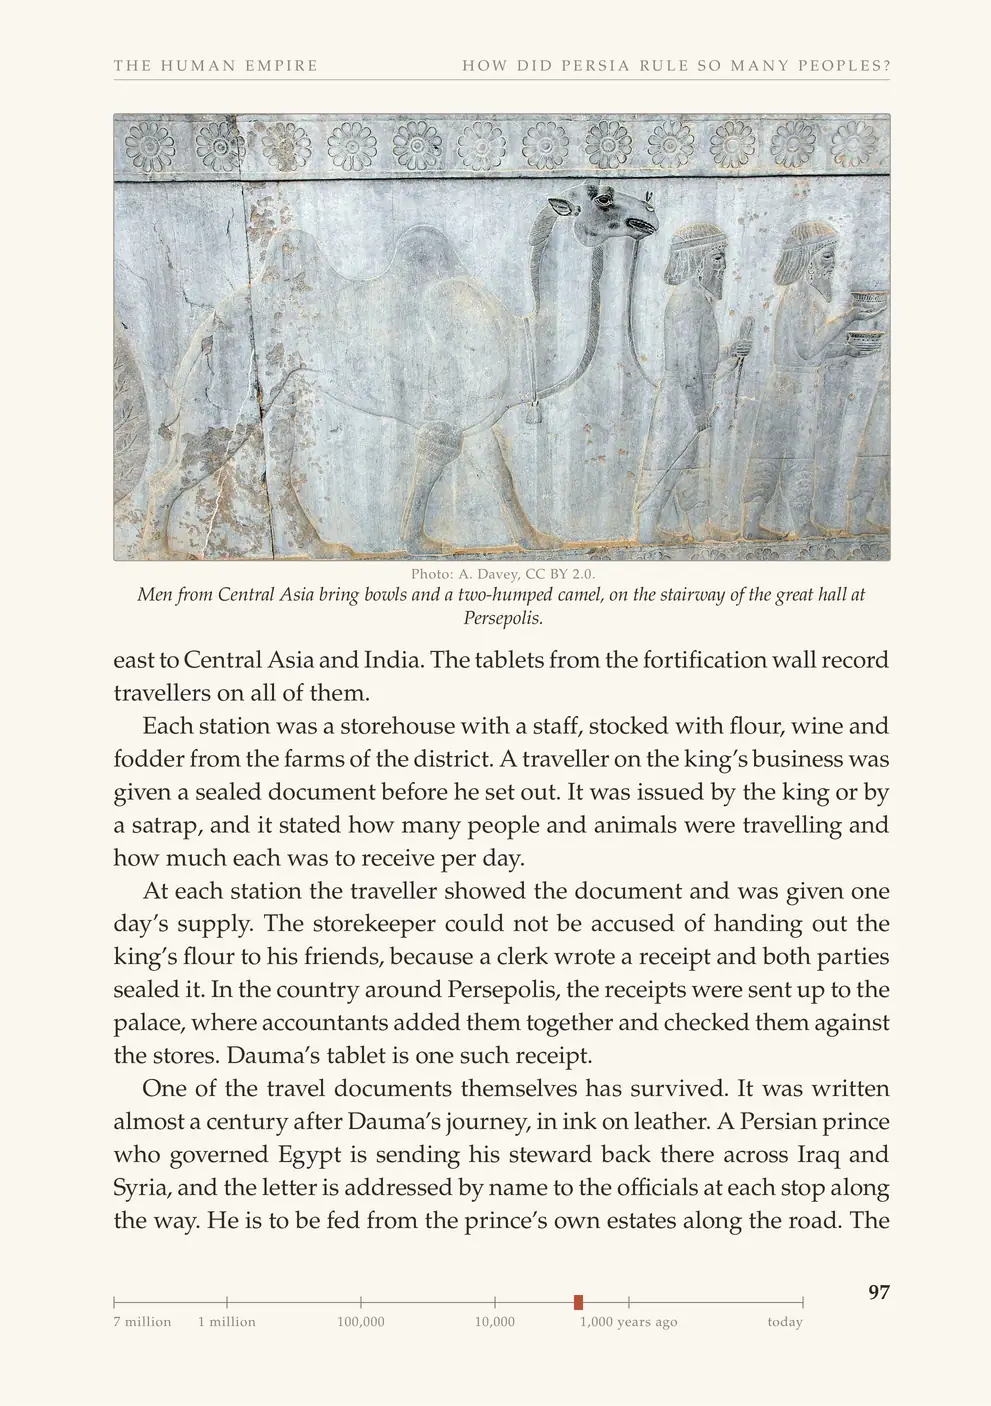 THE HUMAN EMPIRE
HOW DID PERSIA RULE SO MANY PEOPLES?
Photo: A. Davey, CC BY 2.0.
Men from Central Asia bring bowls and a two-humped camel, on the stairway of the great hall at
Persepolis.
east to Central Asia and India. The tablets from the fortification wall record
travellers on all of them.
Each station was a storehouse with a staff, stocked with flour, wine and
fodder from the farms of the district. A traveller on the king’s business was
given a sealed document before he set out. It was issued by the king or by
a satrap, and it stated how many people and animals were travelling and
how much each was to receive per day.
At each station the traveller showed the document and was given one
day’s supply. The storekeeper could not be accused of handing out the
king’s flour to his friends, because a clerk wrote a receipt and both parties
sealed it. In the country around Persepolis, the receipts were sent up to the
palace, where accountants added them together and checked them against
the stores. Dauma’s tablet is one such receipt.
One of the travel documents themselves has survived. It was written
almost a century after Dauma’s journey, in ink on leather. A Persian prince
who governed Egypt is sending his steward back there across Iraq and
Syria, and the letter is addressed by name to the officials at each stop along
the way. He is to be fed from the prince’s own estates along the road. The
97
7 million
1 million
100,000
10,000
1,000 years ago
today